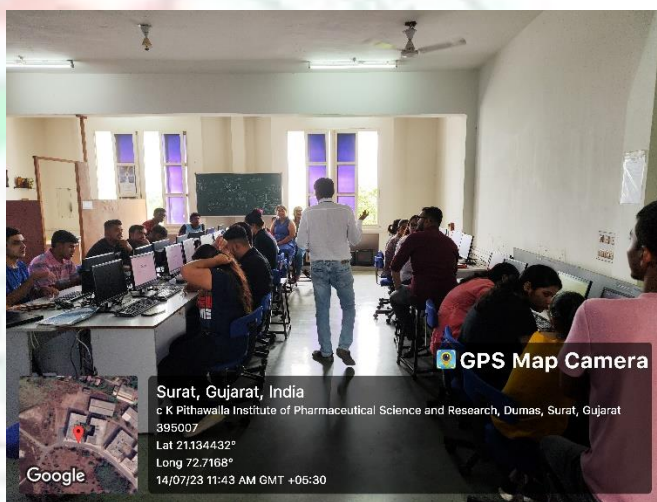 GPS Map Camera
Surat, Gujarat, India
c K Pithawalla Institute of Pharmaceutical Science and Research, Dumas, Surat, Gujarat
395007
Lat 21.134432°
Long 72.7168°
14/07/23 11:43 AM GMT +05:30
Google